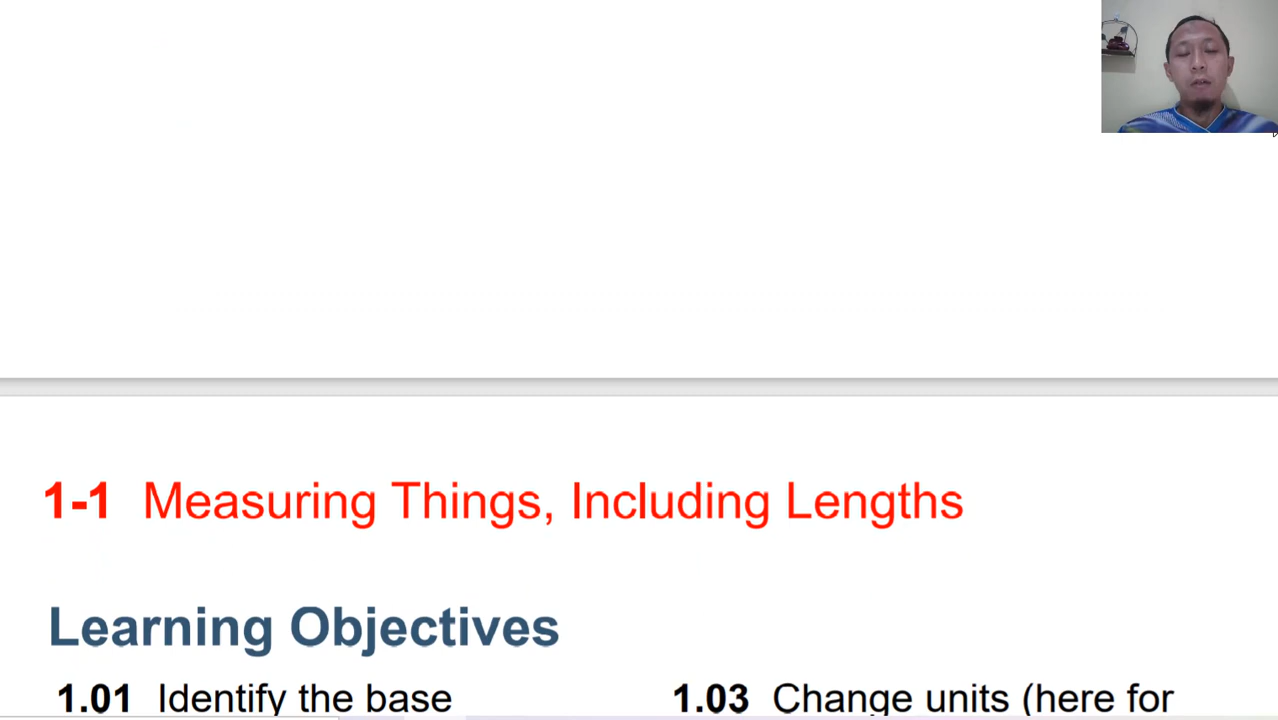 1-1 Measuring Things, Including Lengths
Learning Objectives
1.01 Identify the base
1.03 Change units (here for